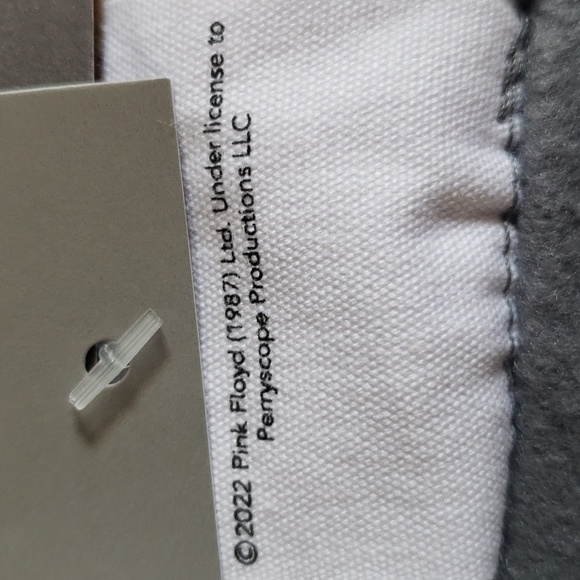 ©2022 Pink Floyd (1987) Ltd. Under license to
Perryscope Productions LLC